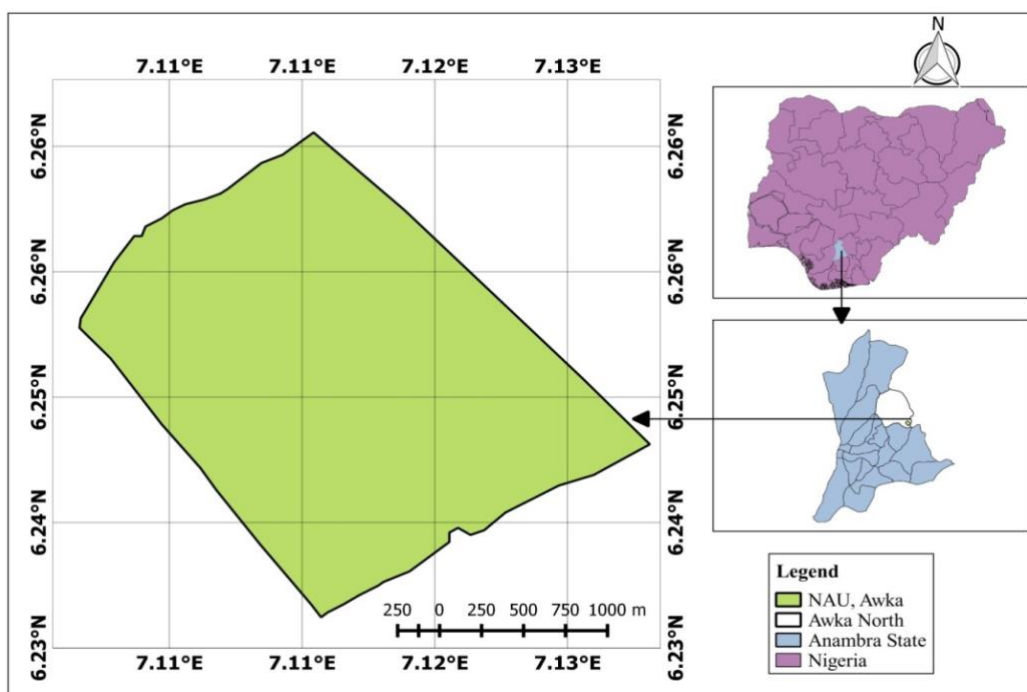 N
7.11°E 7.11°E 7.12°E 7.13°E
6.26°N 6.26°N
6.26°N 6.26°N
6.25°N 6.25°N
6.24°N 6.24°N
6.23°N 6.23°N
250 0 250 500 750 1000 m
7.11°E 7.11°E 7.12°E 7.13°E
Legend
NAU, Awka
Awka North
Anambra State
Nigeria